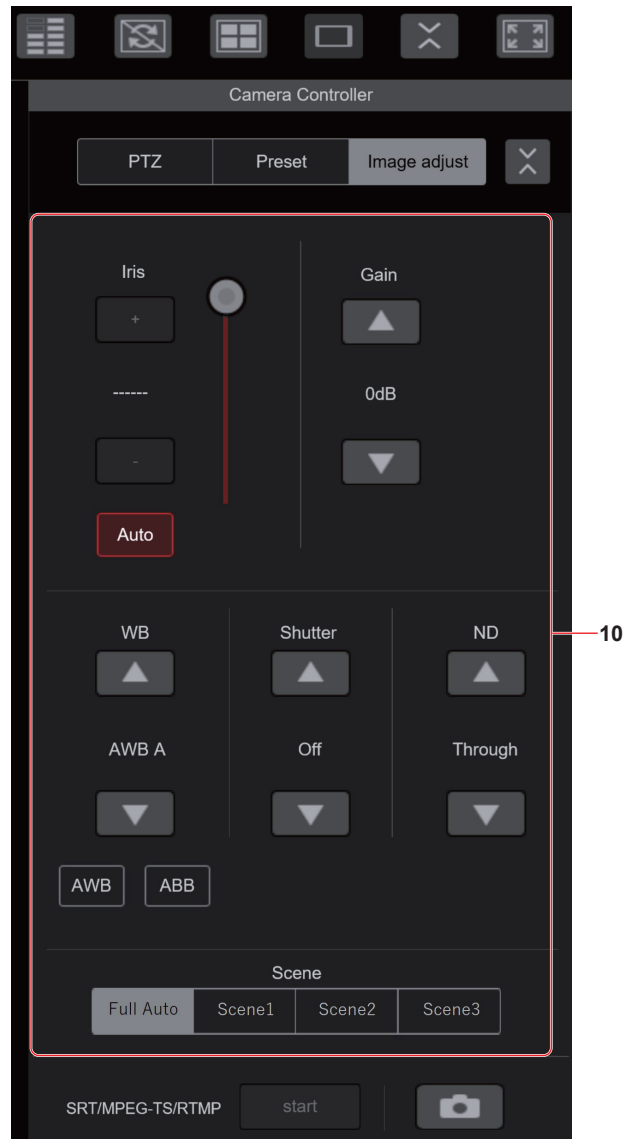 Camera Controller
PTZ Preset Image adjust
Iris Gain
+
------ 0dB
-
Auto
WB Shutter ND
10
AWB A Off Through
AWB ABB
Scene
Full Auto Scene1 Scene2 Scene3
SRT/MPEG-TS/RTMP start